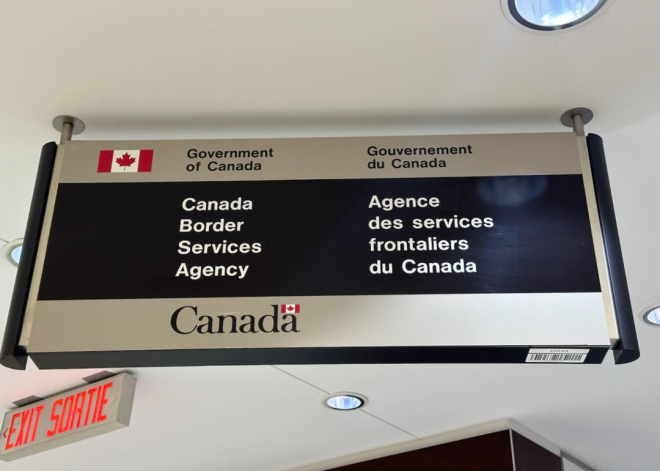 Government
of Canada
Gouvernement
du Canada
Canada
Border
Services
Agency
Agence
des services
frontaliers
du Canada
Canada
EXIT SORTIE